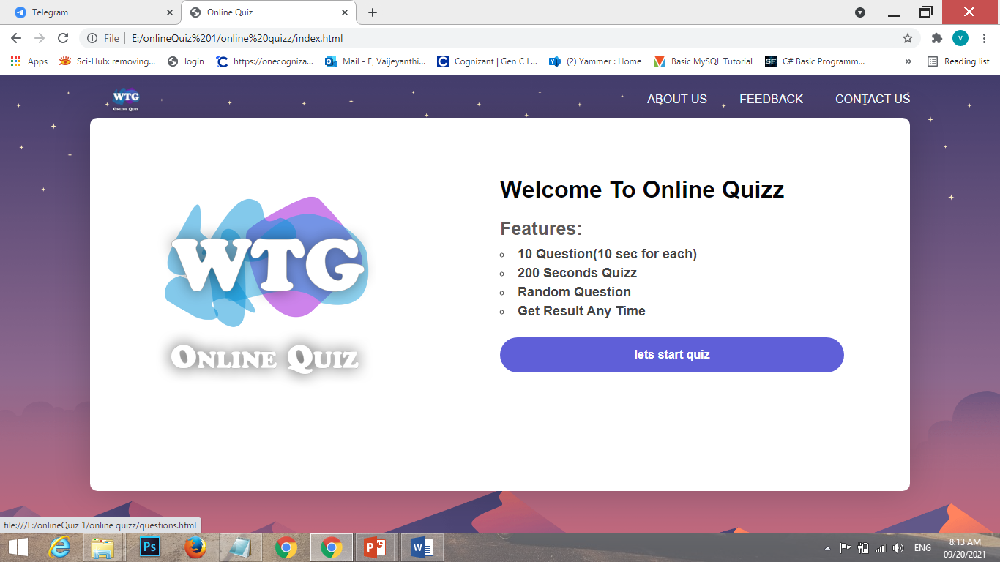 Telegram
Online Quiz
File
E:/onlineQuiz%201/online%20quizz/index.html
V
Apps
Sci-Hub: removing...
login
https://onecogniza...
Mail - E, Vaijeyanthi...
Cognizant | Gen C L...
(2) Yammer : Home
Basic MySQL Tutorial
SF
C# Basic Programm...
»
Reading list
WTG
Online Quiz
ABOUT US
FEEDBACK
CONTACT US
WTG
Online Quiz
Welcome To Online Quizz
Features:
10 Question(10 sec for each)
200 Seconds Quizz
Random Question
Get Result Any Time
lets start quiz
file:///E:/onlineQuiz 1/online quizz/questions.html
Ps
ENG
8:13 AM
09/20/2021